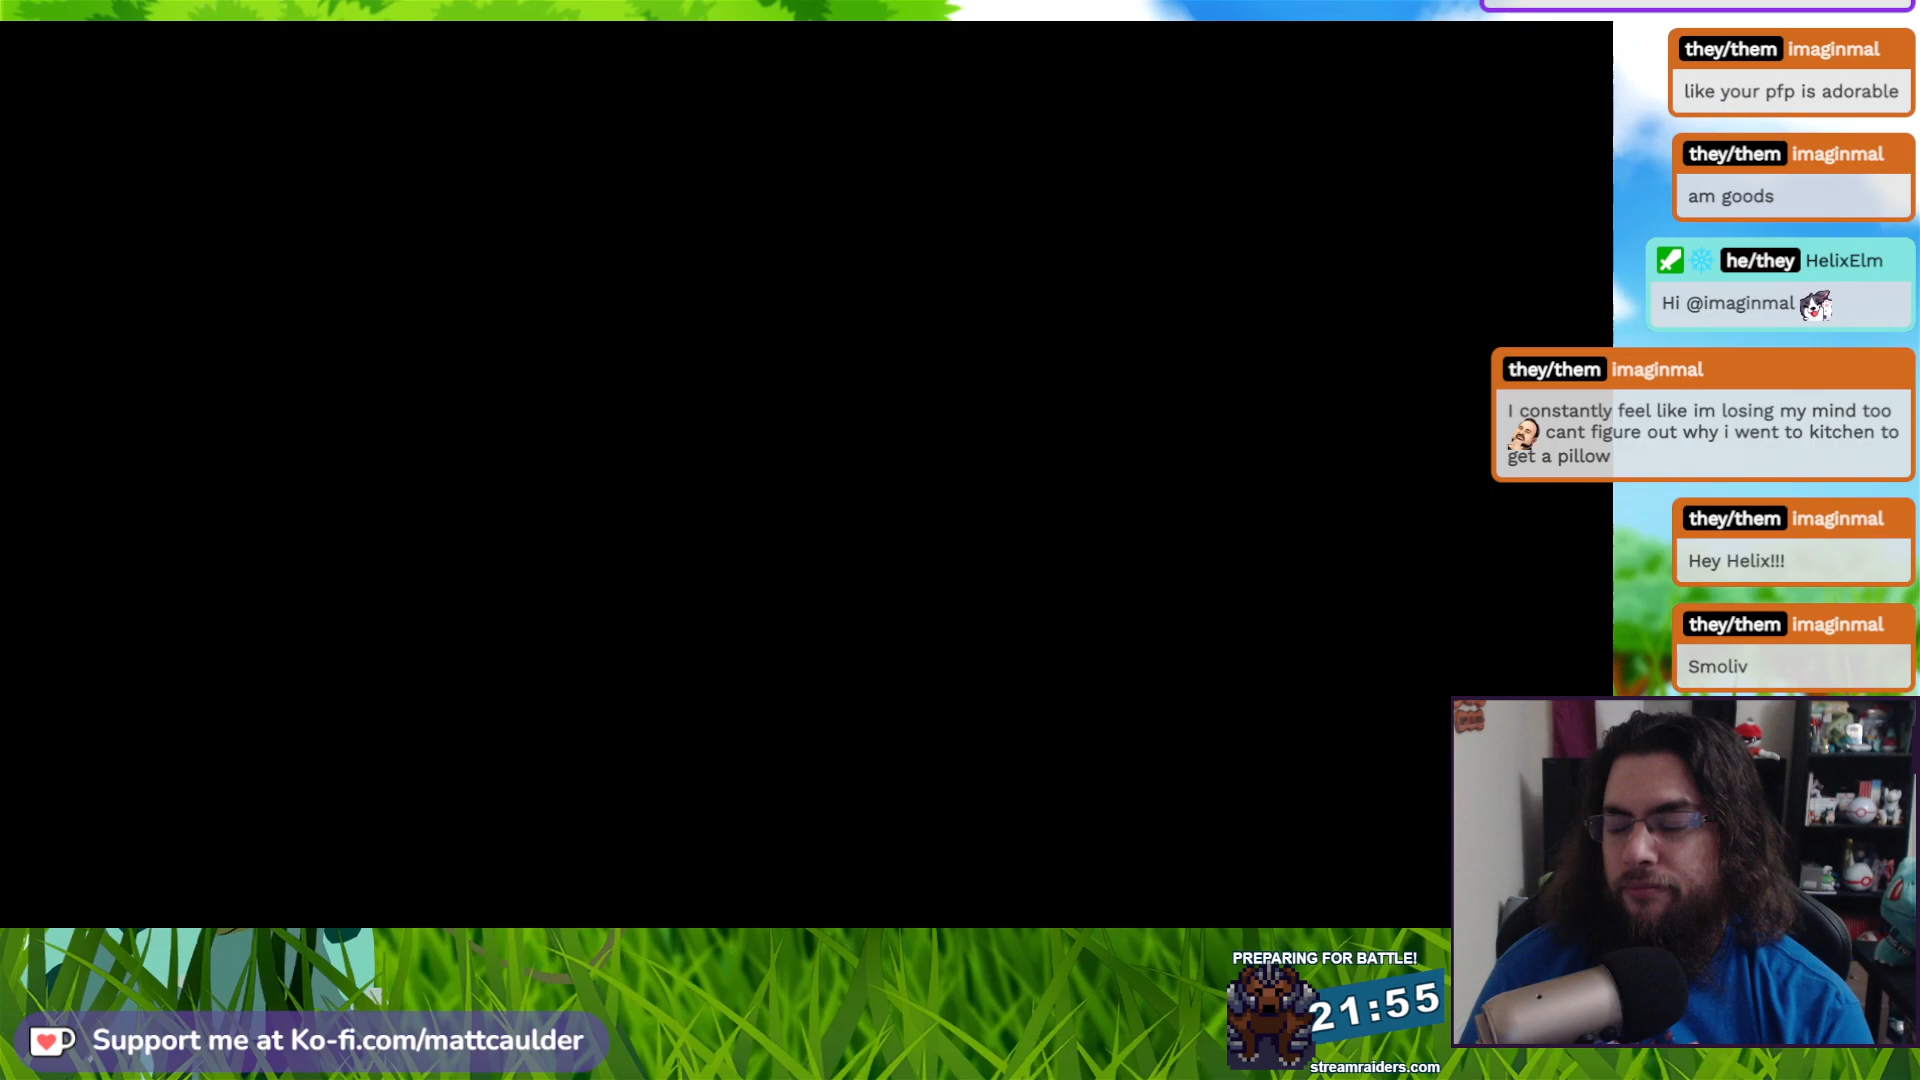 they/them imaginmal
like your pfp is adorable
they/them imaginmal
am goods
he/they HelixElm
Hi @imaginmal
they/them imaginmal
I constantly feel like im losing my mind too
cant figure out why i went to kitchen to
get a pillow
they/them imaginmal
Hey Helix!!!
they/them imaginmal
Smoliv
PREPARING FOR BATTLE!
21:55
streamraiders.com
Support me at Ko-fi.com/mattcaulder